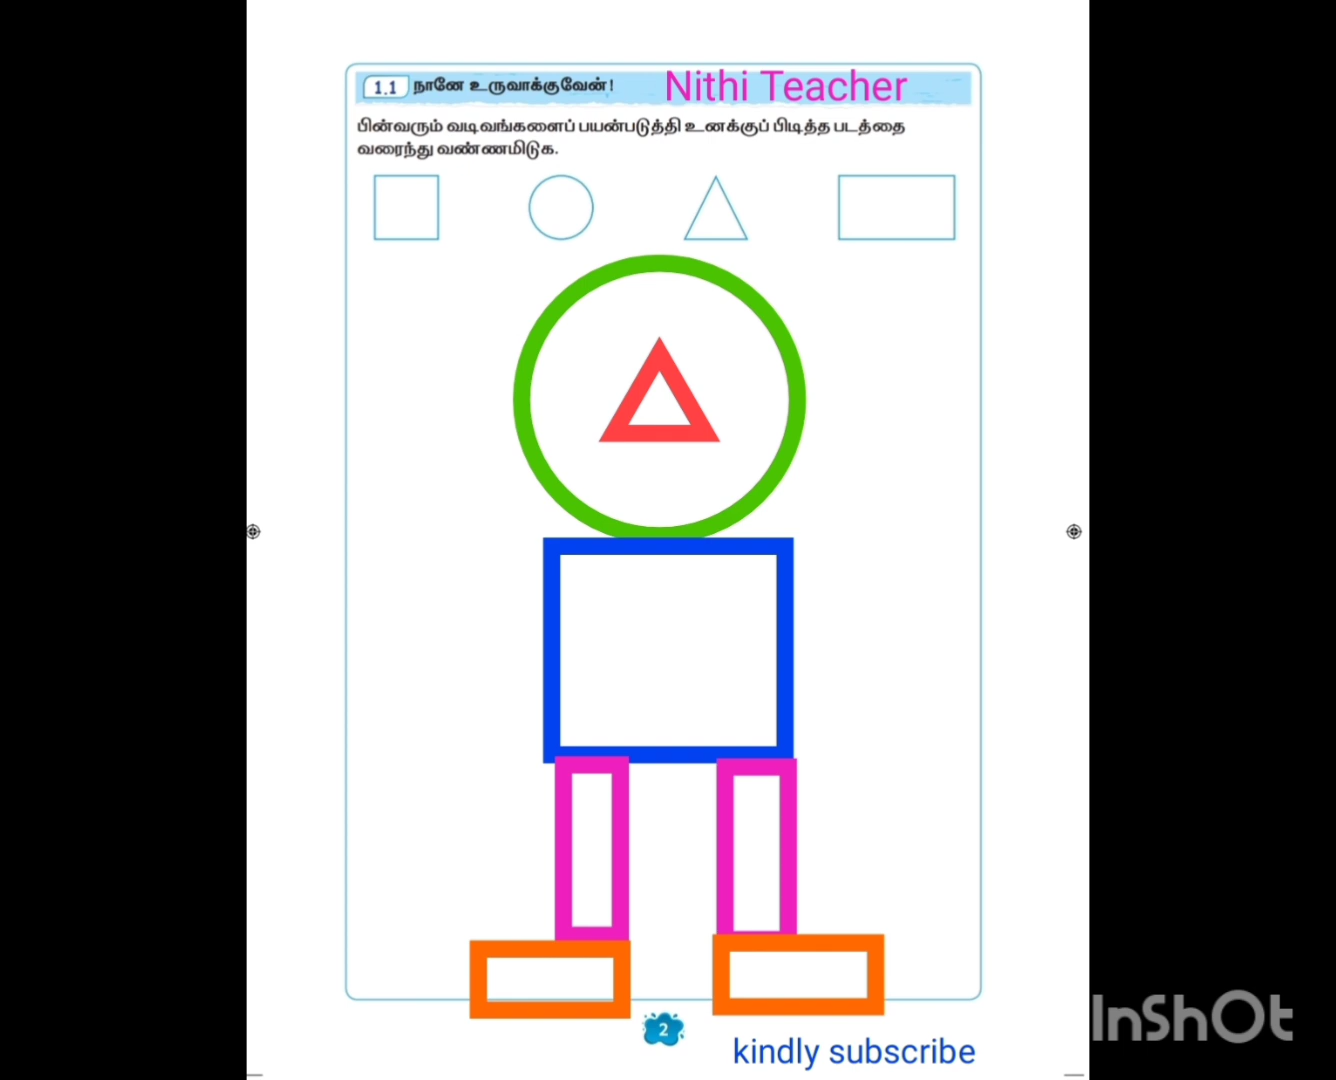 1.1 நானே உருவாக்குவேன்! Nithi Teacher
பின்வரும் வடிவங்களைப் பயன்படுத்தி உனக்குப் பிடித்த படத்தை
வரைந்து வண்ணமிடுக.
2
kindly subscribe
InShOt